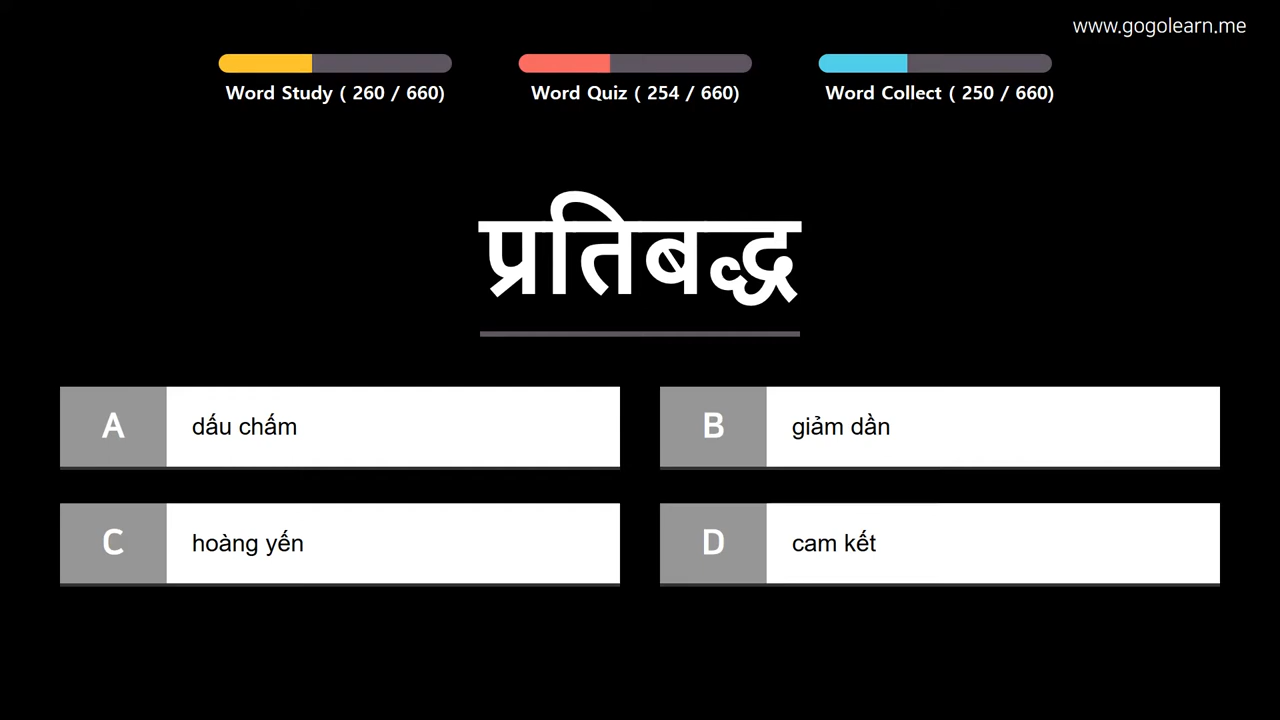 www.gogolearn.me
Word Study ( 260 / 660)
Word Quiz ( 254 / 660)
Word Collect ( 250 / 660)
प्रतिबद्ध
A dấu chấm
B giảm dần
C hoàng yến
D cam kết